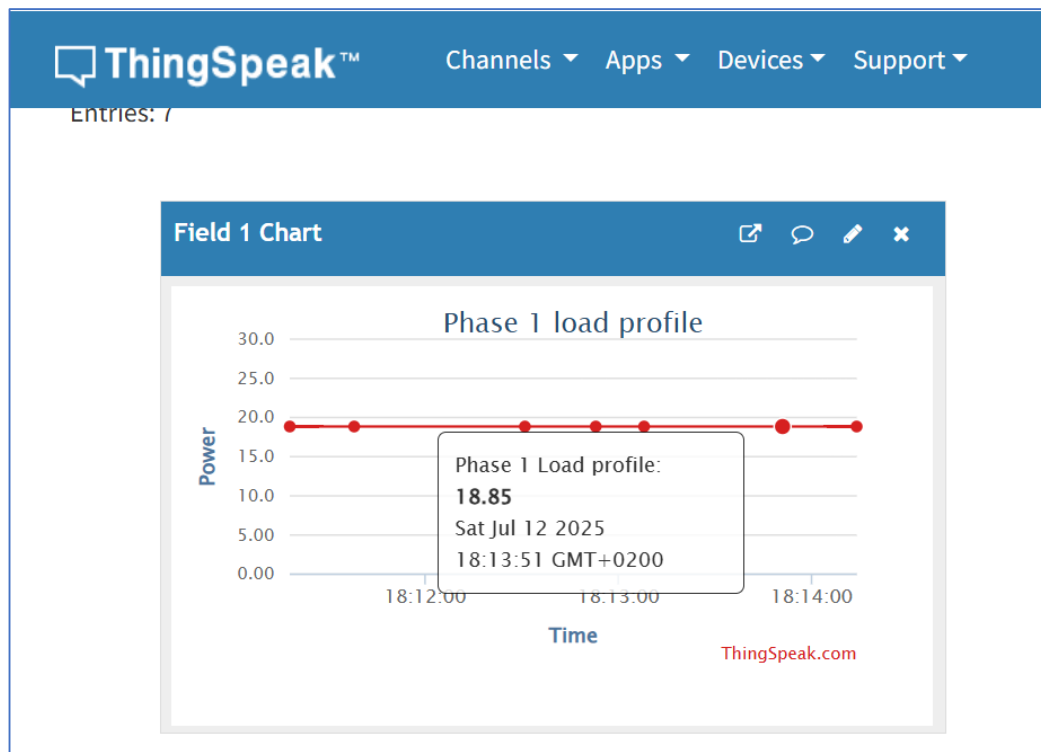 ThingSpeak™ Channels Apps Devices Support
Entries: 7
Field 1 Chart
Phase 1 load profile
30.0
25.0
20.0
15.0
10.0
5.00
0.00
Power
Phase 1 Load profile:
18.85
Sat Jul 12 2025
18:13:51 GMT+0200
18:12:00 18:13:00 18:14:00
Time
ThingSpeak.com